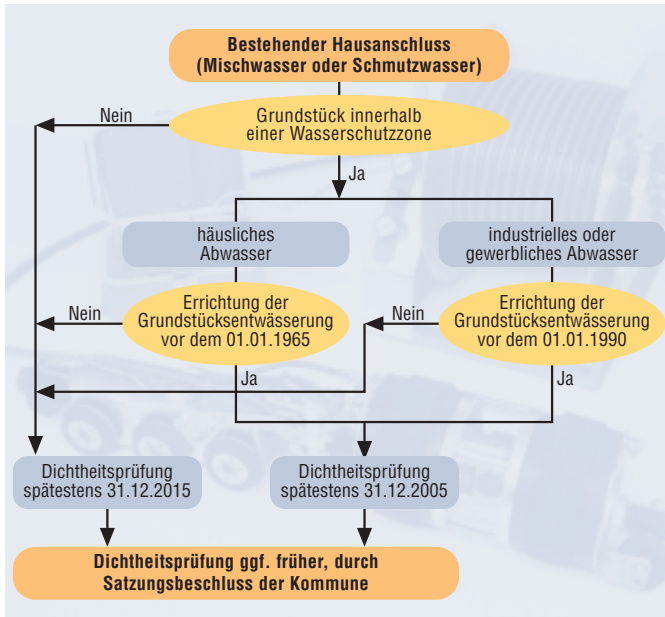 Bestehender Hausanschluss
(Mischwasser oder Schmutzwasser)
Nein
Grundstück innerhalb
einer Wasserschutzzone
Ja
häusliches
Abwasser
industrielles oder
gewerbliches Abwasser
Nein
Errichtung der
Grundstücksentwässerung
vor dem 01.01.1965
Nein
Errichtung der
Grundstücksentwässerung
vor dem 01.01.1990
Ja
Ja
Dichtheitsprüfung
spätestens 31.12.2015
Dichtheitsprüfung
spätestens 31.12.2005
Dichtheitsprüfung ggf. früher, durch
Satzungsbeschluss der Kommune